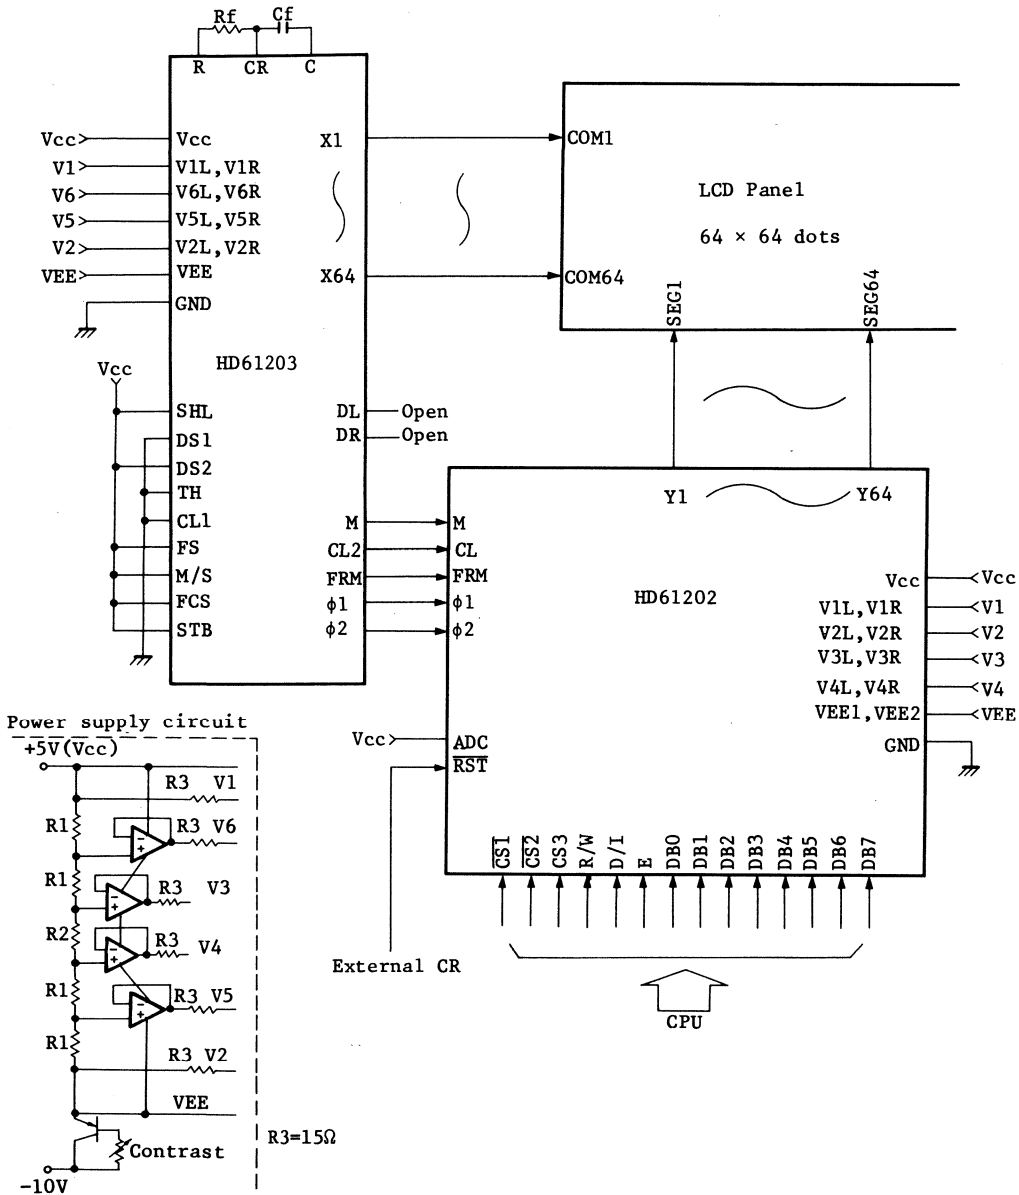 Rf Cf
R CR C
Vcc Vcc X1 COM1
V1 V1L,V1R
V6 V6L,V6R
V5 V5L,V5R
V2 V2L,V2R
VEE VEE X64 COM64
GND
LCD Panel
64 × 64 dots
SEG1 SEG64
HD61203
Vcc
SHL DL Open
DS1 DR Open
DS2
TH
CL1 M M
FS CL2 CL
M/S FRM FRM
FCS ϕ1 ϕ1
STB ϕ2 ϕ2
Y1 Y64
HD61202
Vcc Vcc
V1L,V1R V1
V2L,V2R V2
V3L,V3R V3
V4L,V4R V4
VEE1,VEE2 VEE
GND
Vcc ADC
RST
CS1 CS2 CS3 R/W D/I E DB0 DB1 DB2 DB3 DB4 DB5 DB6 DB7
External CR
CPU
Power supply circuit
+5V(Vcc)
R3 V1
R1 - + R3 V6
R1 - + R3 V3
R2 - + R3 V4
R1 - + R3 V5
R1
R3 V2
VEE
Contrast
-10V
R3=15Ω